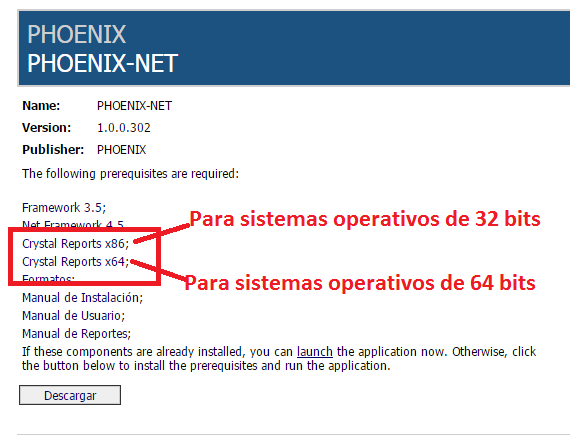 PHOENIX
PHOENIX-NET
Name: PHOENIX-NET
Version: 1.0.0.302
Publisher: PHOENIX
The following prerequisites are required:
Framework 3.5;
Net Framework 4.5
Para sistemas operativos de 32 bits
Crystal Reports x86;
Crystal Reports x64;
Para sistemas operativos de 64 bits
Formatos;
Manual de Instalación;
Manual de Usuario;
Manual de Reportes;
If these components are already installed, you can launch the application now. Otherwise, click
the button below to install the prerequisites and run the application.
Descargar